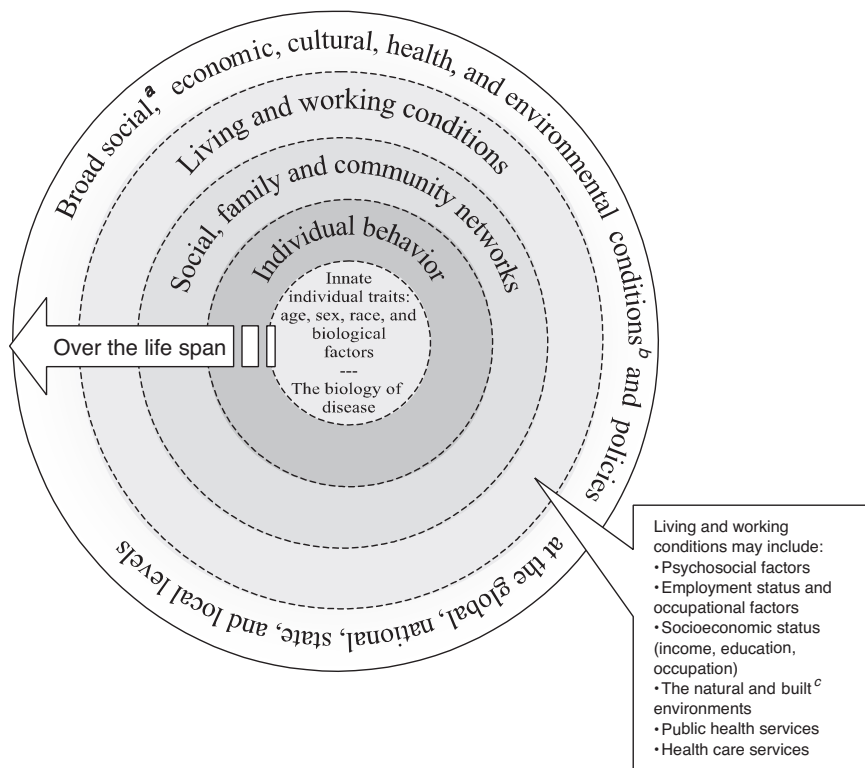 Broad social,a economic, cultural, health, and environmental conditionsb and policies
at the global, national, state, and local levels
Living and working conditions
Social, family and community networks
Individual behavior
Innate
individual traits:
age, sex, race, and
biological
factors
---
The biology of
disease
Over the life span
Living and working
conditions may include:
•Psychosocial factors
•Employment status and
occupational factors
•Socioeconomic status
(income, education,
occupation)
•The natural and builtc
environments
•Public health services
•Health care services